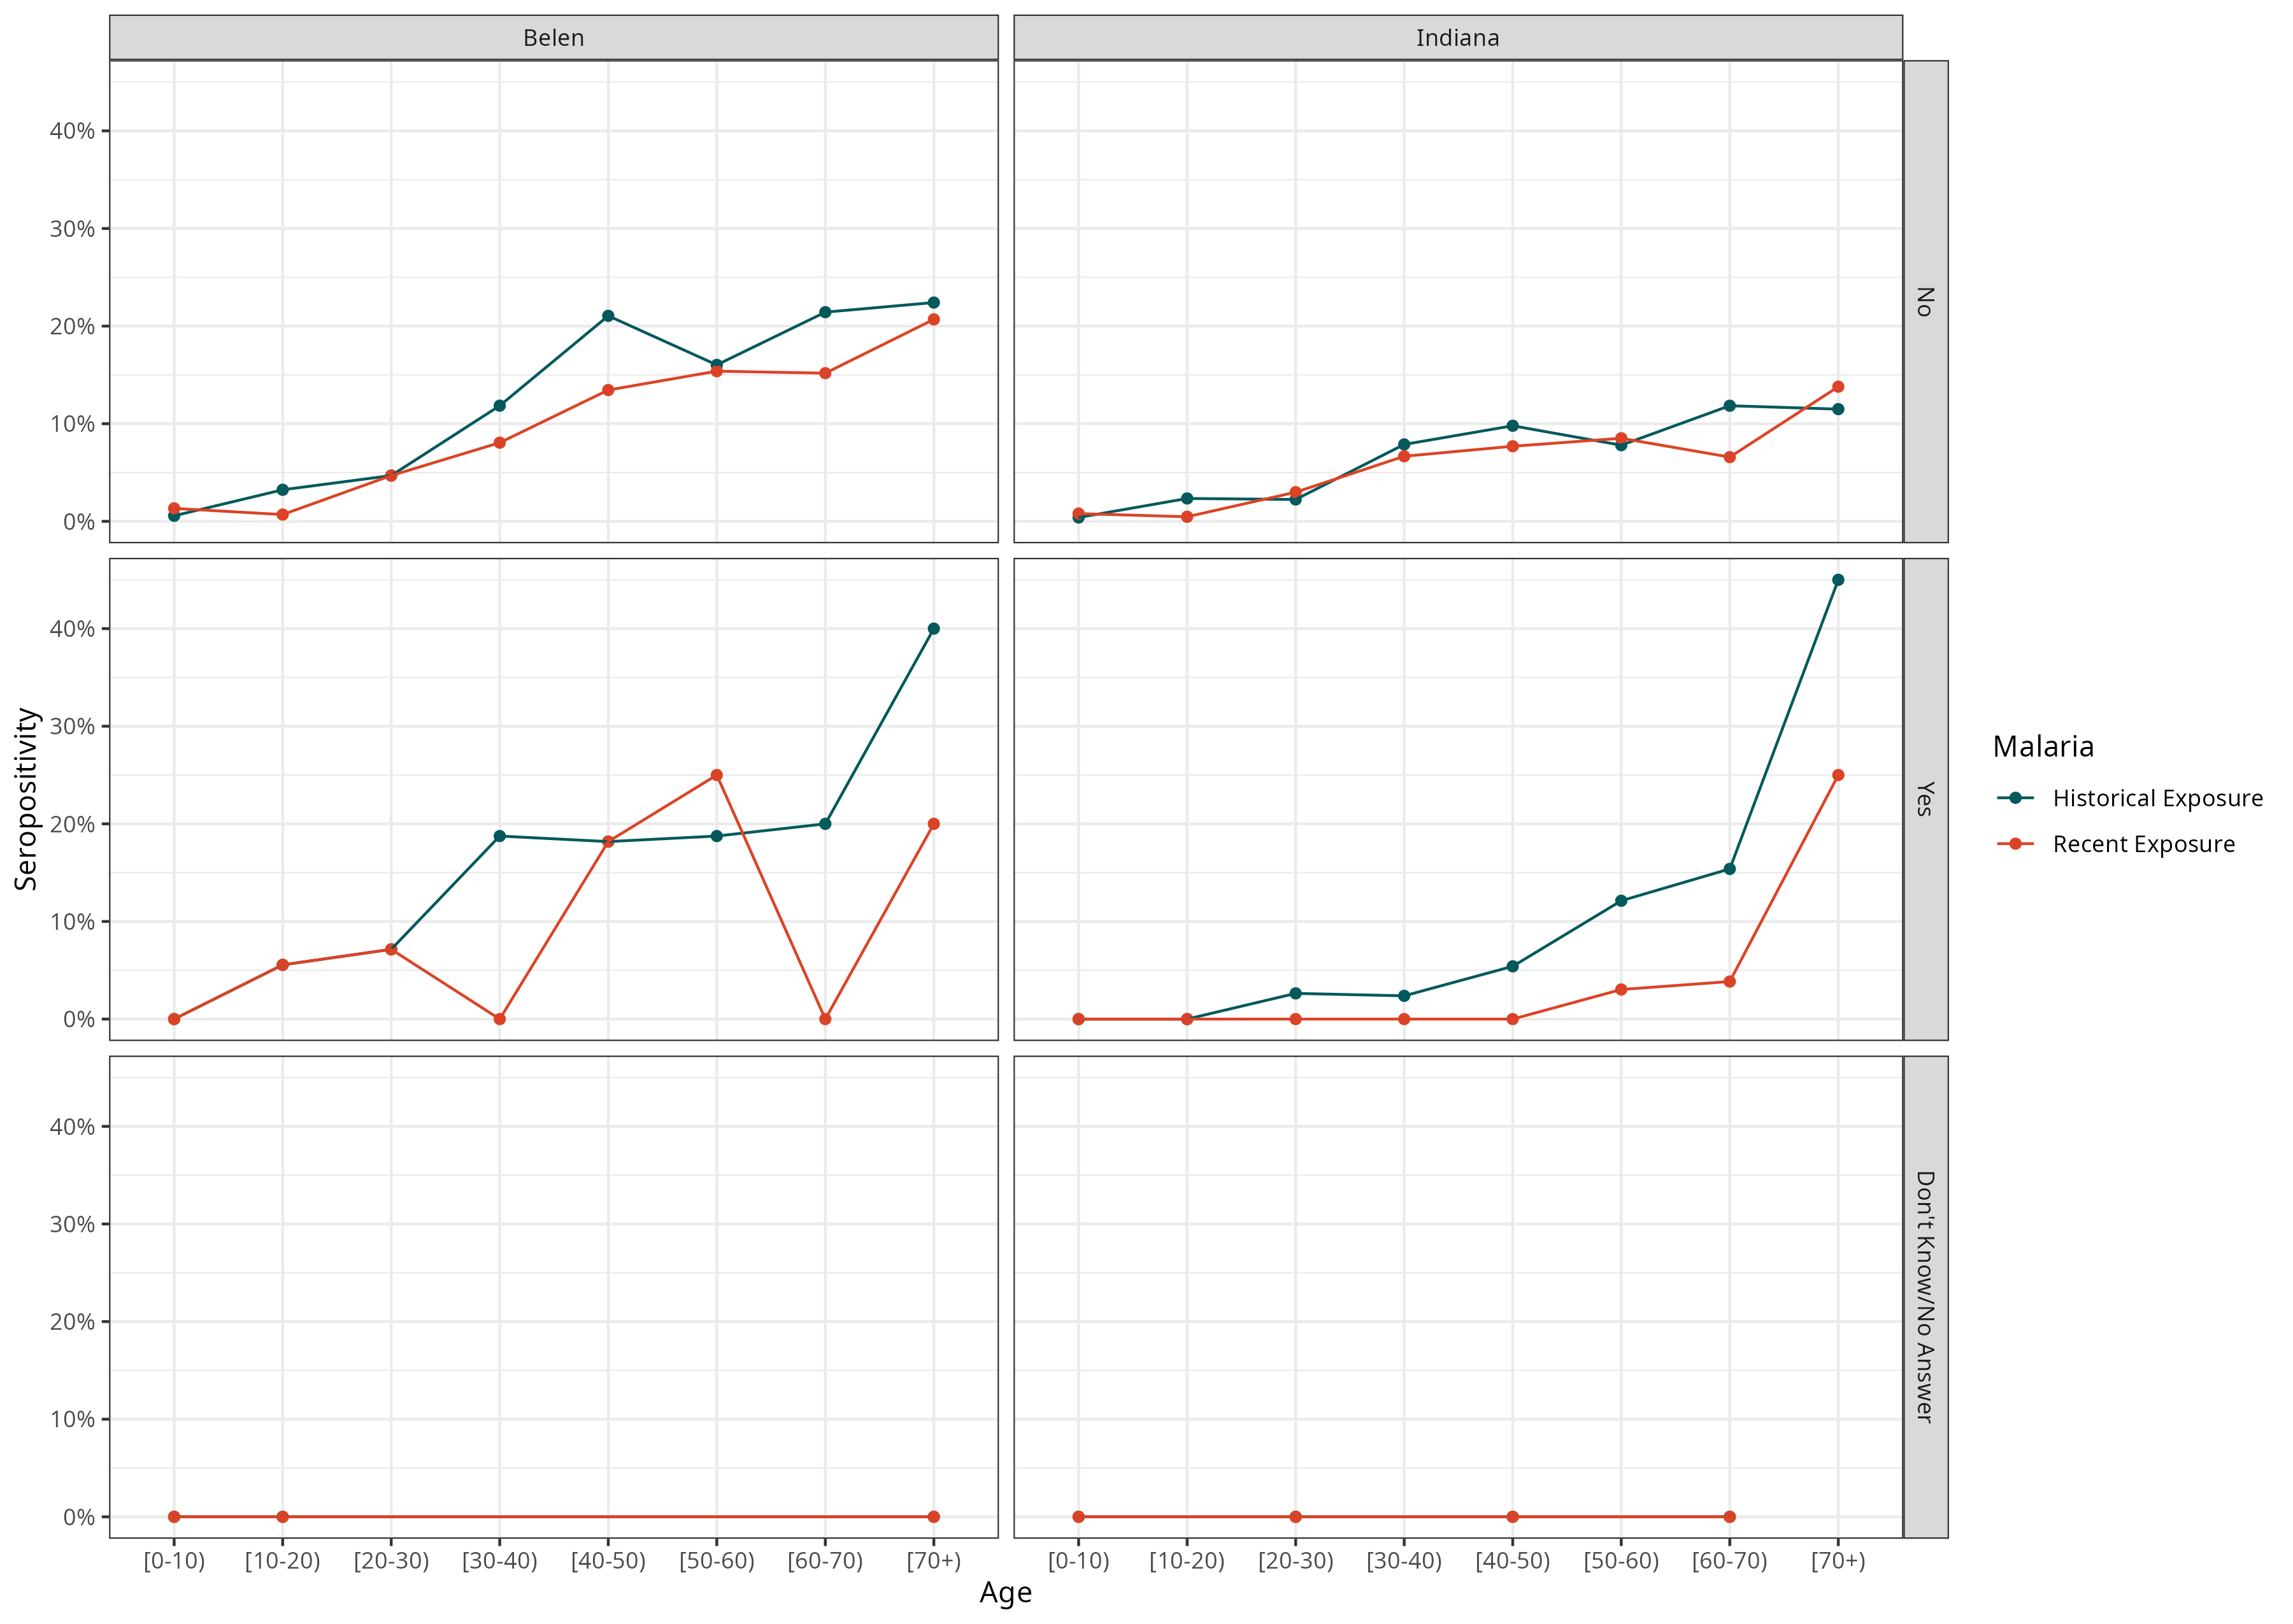 Belen
Indiana
40%
30%
20%
10%
0%
No
40%
30%
20%
10%
0%
Yes
40%
30%
20%
10%
0%
Don't Know/No Answer
[0-10) [10-20) [20-30) [30-40) [40-50) [50-60) [60-70) [70+)
[0-10) [10-20) [20-30) [30-40) [40-50) [50-60) [60-70) [70+)
Age
Seropositivity
Malaria
Historical Exposure
Recent Exposure